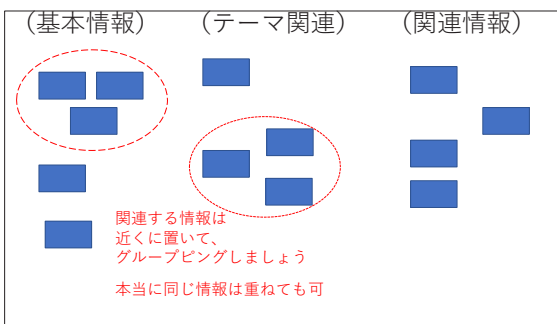 （基本情報）
（テーマ関連）
（関連情報）
関連する情報は
近くに置いて、
グループピングしましょう
本当に同じ情報は重ねても可